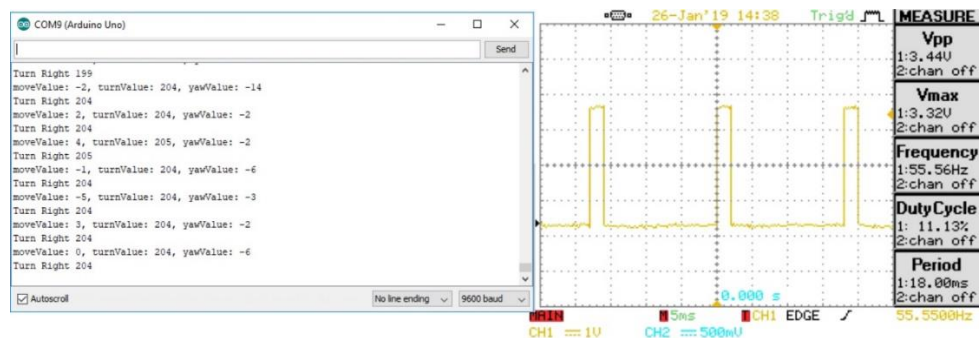 COM9 (Arduino Uno)
Send
Turn Right 199
moveValue: -2, turnValue: 204, yawValue: -14
Turn Right 204
moveValue: 2, turnValue: 204, yawValue: -2
Turn Right 204
moveValue: 4, turnValue: 205, yawValue: -2
Turn Right 205
moveValue: -1, turnValue: 204, yawValue: -6
Turn Right 204
moveValue: -5, turnValue: 204, yawValue: -3
Turn Right 204
moveValue: 3, turnValue: 204, yawValue: -2
Turn Right 204
moveValue: 0, turnValue: 204, yawValue: -6
Turn Right 204
Autoscroll
No line ending
9600 baud
26-Jan'19 14:38 Trig'd
MEASURE
Vpp
1:3.44V
2:chan off
Vmax
1:3.32V
2:chan off
Frequency
1:55.56Hz
2:chan off
DutyCycle
1: 11.13%
2:chan off
Period
1:18.00ms
2:chan off
0.000 s
MAIN M 5ms T CH1 EDGE 55.5500Hz
CH1 1V CH2 500mV